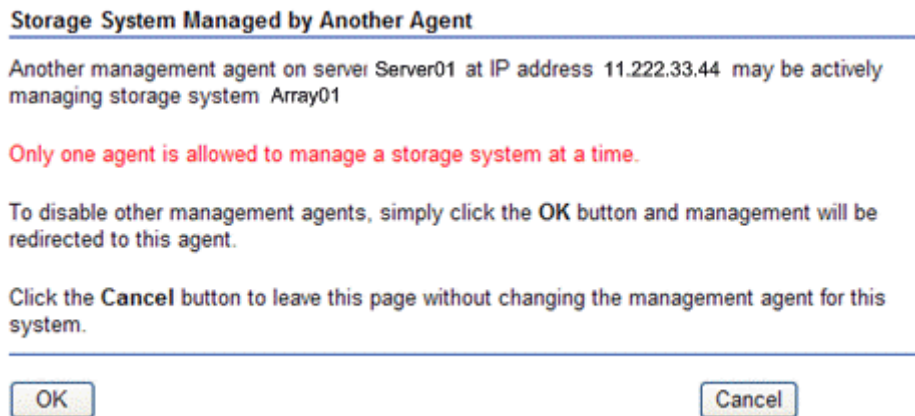 Storage System Managed by Another Agent
Another management agent on server Server01 at IP address 11.222.33.44 may be actively
managing storage system Array01
Only one agent is allowed to manage a storage system at a time.
To disable other management agents, simply click the OK button and management will be
redirected to this agent.
Click the Cancel button to leave this page without changing the management agent for this
system.
OK
Cancel